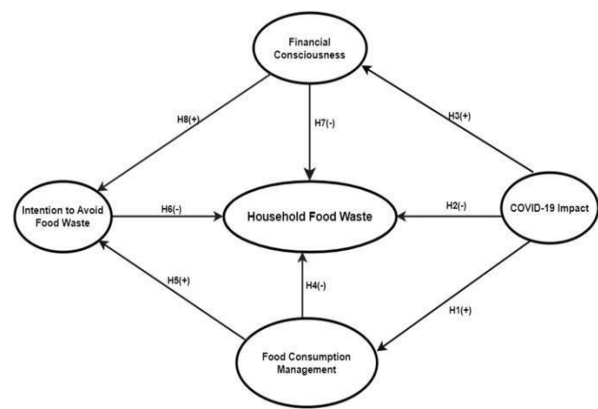 Financial
Consciousness
H8(+)
H7(-)
H3(+)
Intention to Avoid
Food Waste
H6(-)
Household Food Waste
H2(-)
COVID-19 Impact
H5(+)
H4(-)
H1(+)
Food Consumption
Management